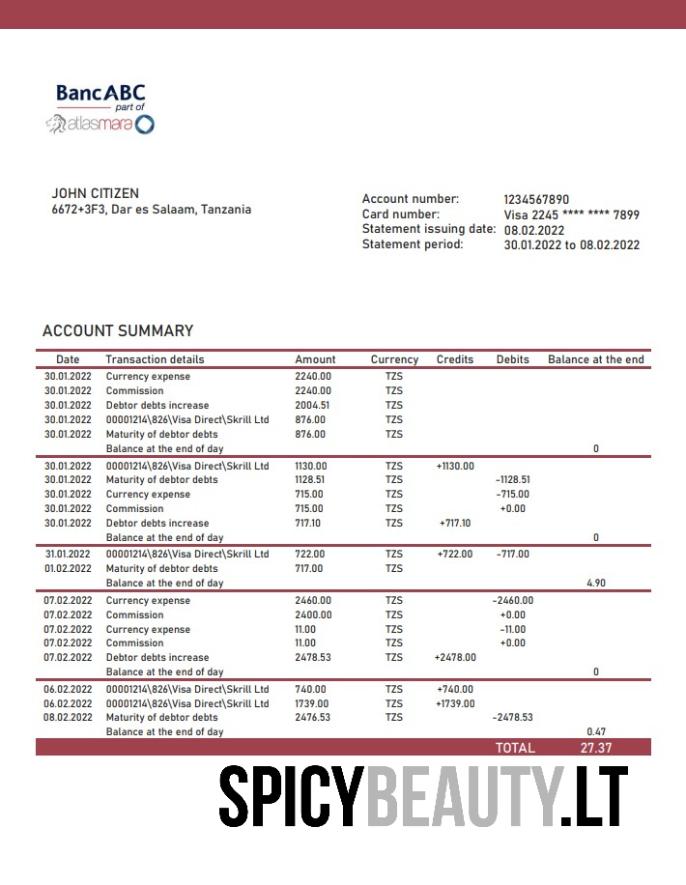 BancABC
part of
atlasmara
JOHN CITIZEN
6672+3F3, Dar es Salaam, Tanzania
Account number: 1234567890
Card number: Visa 2245 **** **** 7899
Statement issuing date: 08.02.2022
Statement period: 30.01.2022 to 08.02.2022
ACCOUNT SUMMARY
Date Transaction details Amount Currency Credits Debits Balance at the end
30.01.2022 Currency expense 2240.00 TZS
30.01.2022 Commission 2240.00 TZS
30.01.2022 Debtor debts increase 2004.51 TZS
30.01.2022 00001214\826\Visa Direct\Skrill Ltd 876.00 TZS
30.01.2022 Maturity of debtor debts 876.00 TZS
Balance at the end of day 0
30.01.2022 00001214\826\Visa Direct\Skrill Ltd 1130.00 TZS +1130.00
30.01.2022 Maturity of debtor debts 1128.51 TZS -1128.51
30.01.2022 Currency expense 715.00 TZS -715.00
30.01.2022 Commission 715.00 TZS +0.00
30.01.2022 Debtor debts increase 717.10 TZS +717.10
Balance at the end of day 0
31.01.2022 00001214\826\Visa Direct\Skrill Ltd 722.00 TZS +722.00 -717.00
01.02.2022 Maturity of debtor debts 717.00 TZS
Balance at the end of day 4.90
07.02.2022 Currency expense 2460.00 TZS -2460.00
07.02.2022 Commission 2400.00 TZS +0.00
07.02.2022 Currency expense 11.00 TZS -11.00
07.02.2022 Commission 11.00 TZS +0.00
07.02.2022 Debtor debts increase 2478.53 TZS +2478.00
Balance at the end of day 0
06.02.2022 00001214\826\Visa Direct\Skrill Ltd 740.00 TZS +740.00
06.02.2022 00001214\826\Visa Direct\Skrill Ltd 1739.00 TZS +1739.00
08.02.2022 Maturity of debtor debts 2476.53 TZS -2478.53
Balance at the end of day 0.47
TOTAL 27.37
SPICYBEAUTY.LT